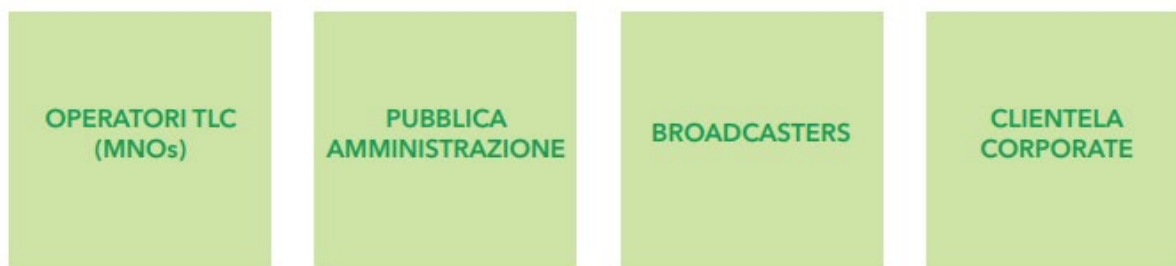 OPERATORI TLC
(MNOs)
PUBBLICA
AMMINISTRAZIONE
BROADCASTERS
CLIENTELA
CORPORATE